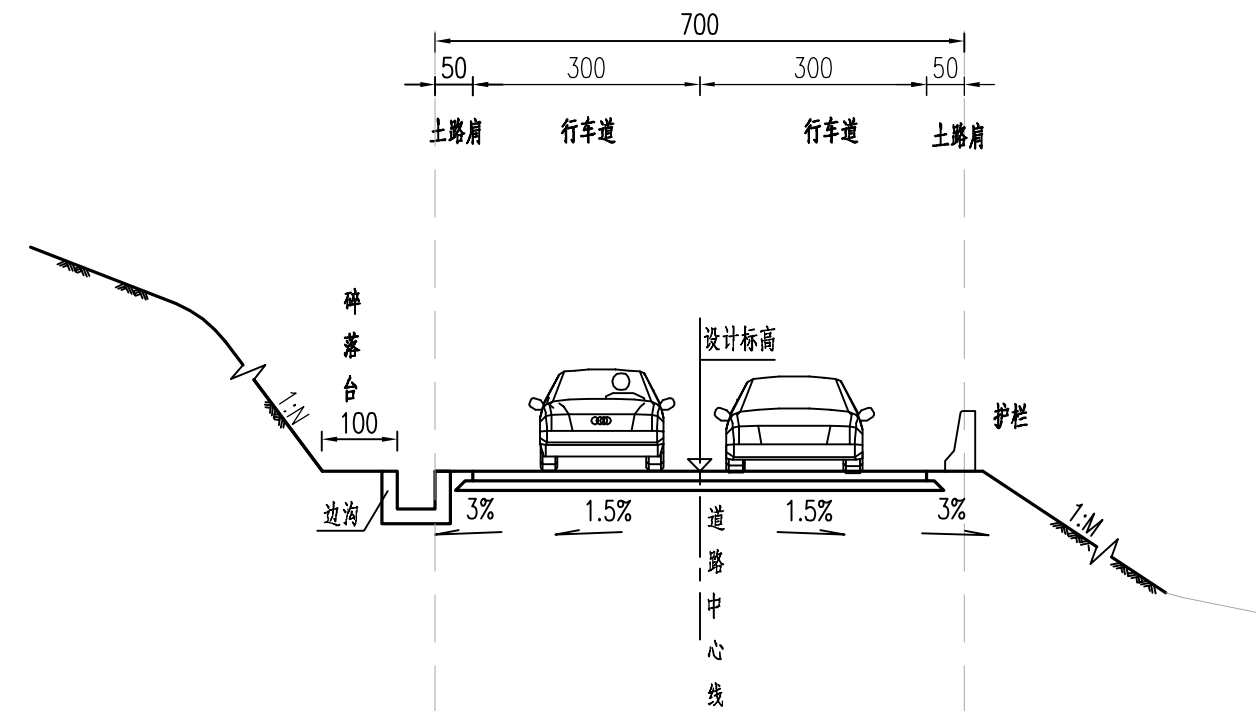 700
50
300
300
50
土路肩
行车道
行车道
土路肩
碎落台
设计标高
1:N
100
护栏
边沟
3%
1.5%
1.5%
3%
1:M
道路中心线